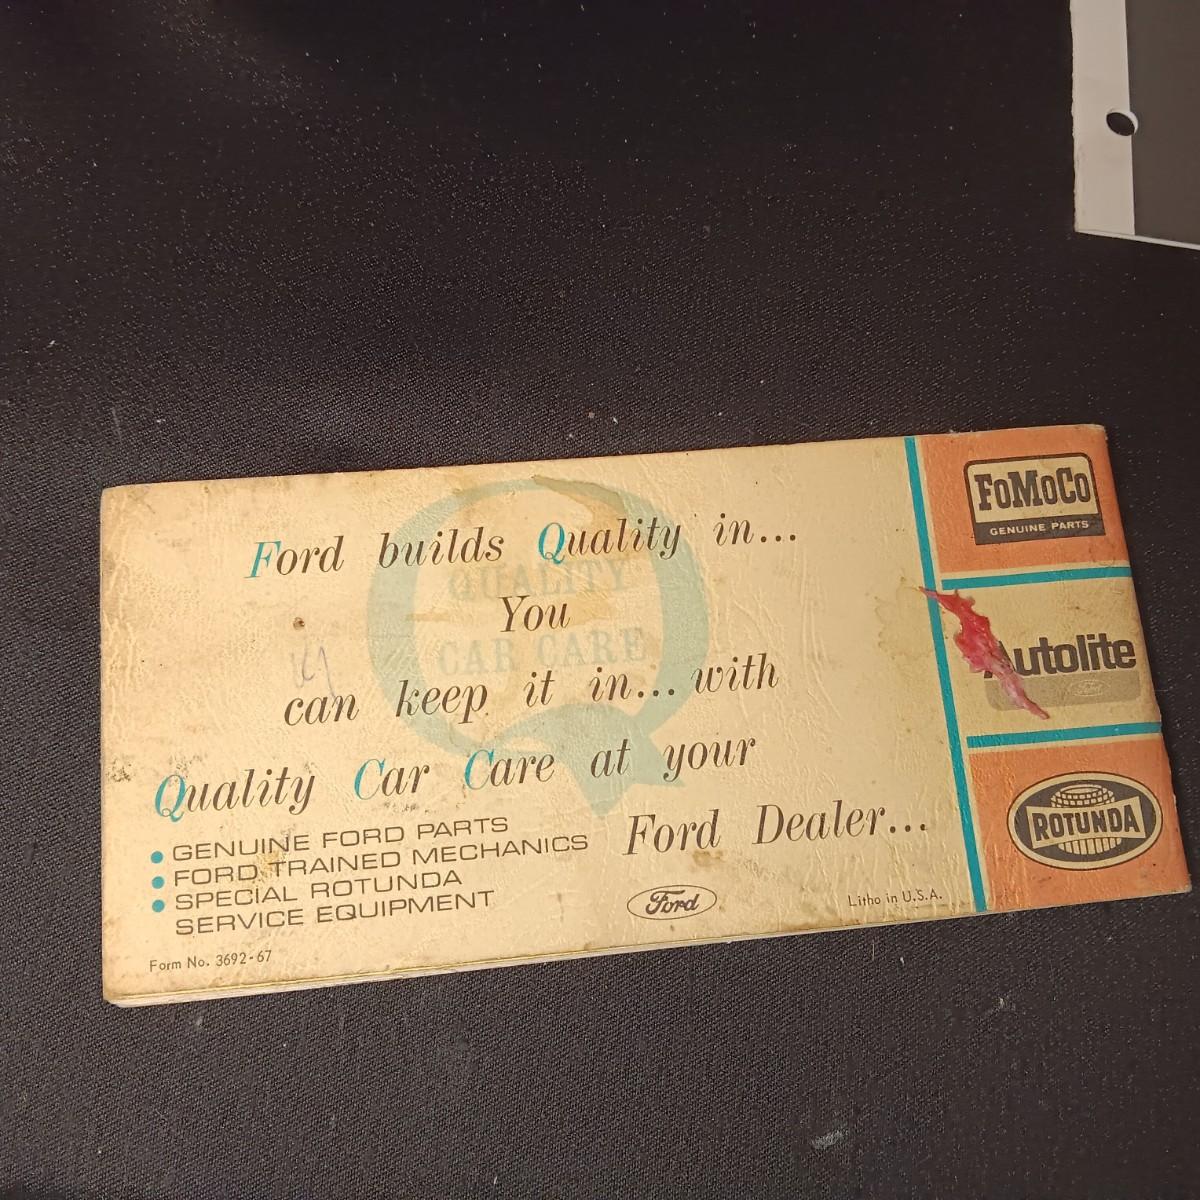 Ford builds Quality in...
You
can keep it in... with
Quality Car Care at your
Ford Dealer...
QUALITY
CAR CARE
• GENUINE FORD PARTS
• FORD TRAINED MECHANICS
• SPECIAL ROTUNDA
SERVICE EQUIPMENT
Form No. 3692-67
Ford
Litho in U.S.A.
FoMoCo
GENUINE PARTS
Autolite
Ford
ROTUNDA